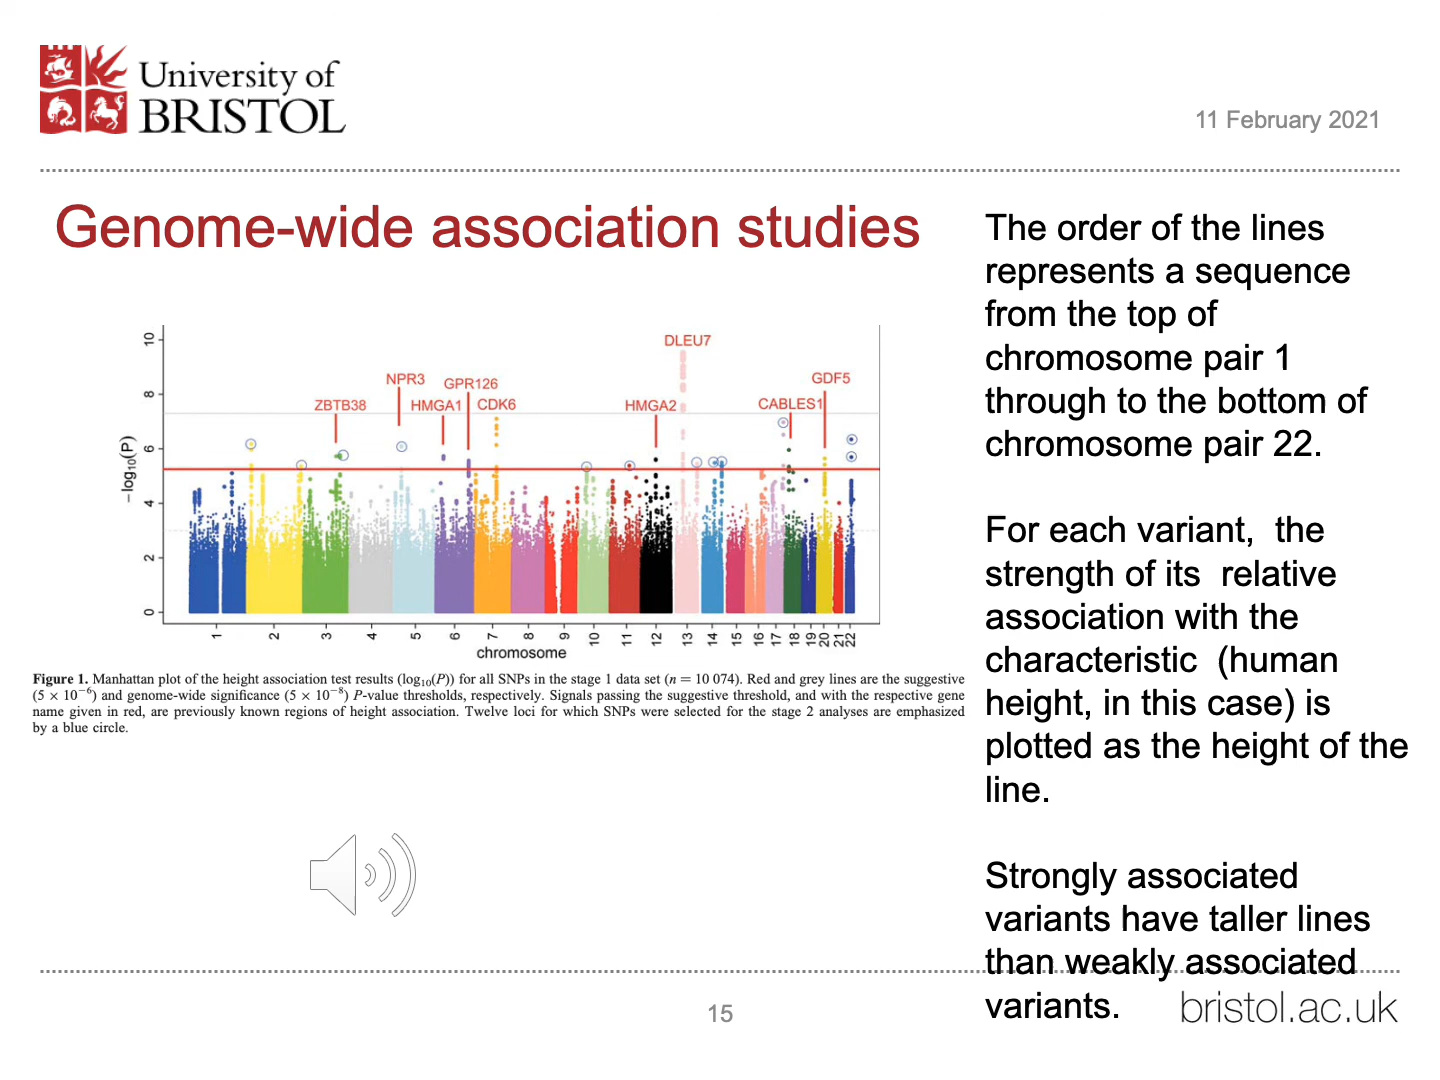 University of
BRISTOL
11 February 2021
Genome-wide association studies
The order of the lines
represents a sequence
from the top of
chromosome pair 1
through to the bottom of
chromosome pair 22.
For each variant,  the
strength of its  relative
association with the
characteristic  (human
height, in this case) is
plotted as the height of the
line.
Strongly associated
variants have taller lines
than weakly associated
variants.
DLEU7
NPR3
GPR126
GDF5
ZBTB38
HMGA1
CDK6
HMGA2
CABLES1
−log10(P)
10
8
6
4
2
0
1 2 3 4 5 6 7 8 9 10 11 12 13 14 15 16 17 18 19 20 21 22
chromosome
Figure 1. Manhattan plot of the height association test results (log10(P)) for all SNPs in the stage 1 data set (n = 10 074). Red and grey lines are the suggestive
(5 × 10−6) and genome-wide significance (5 × 10−8) P-value thresholds, respectively. Signals passing the suggestive threshold, and with the respective gene
name given in red, are previously known regions of height association. Twelve loci for which SNPs were selected for the stage 2 analyses are emphasized
by a blue circle.
15
bristol.ac.uk